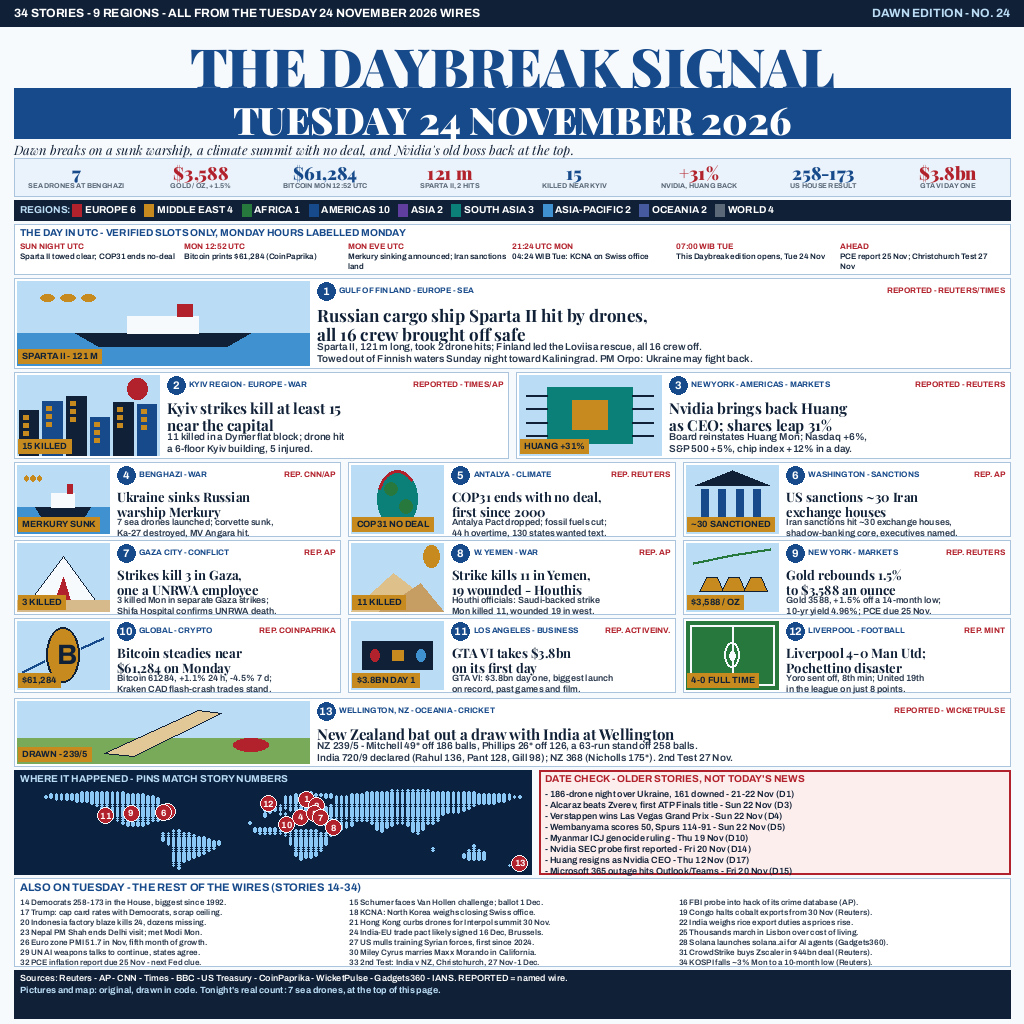 34 STORIES - 9 REGIONS - ALL FROM THE TUESDAY 24 NOVEMBER 2026 WIRES
DAWN EDITION - NO. 24
THE DAYBREAK SIGNAL
TUESDAY 24 NOVEMBER 2026
Dawn breaks on a sunk warship, a climate summit with no deal, and Nvidia's old boss back at the top.
7
SEA DRONES AT BENGHAZI
$3,588
GOLD / OZ, +1.5%
$61,284
BITCOIN MON 12:52 UTC
121 m
SPARTA II, 2 HITS
15
KILLED NEAR KYIV
+31%
NVIDIA, HUANG BACK
258-173
US HOUSE RESULT
$3.8bn
GTA VI DAY ONE
REGIONS: EUROPE 6 MIDDLE EAST 4 AFRICA 1 AMERICAS 10 ASIA 2 SOUTH ASIA 3 ASIA-PACIFIC 2 OCEANIA 2 WORLD 4
THE DAY IN UTC - VERIFIED SLOTS ONLY, MONDAY HOURS LABELLED MONDAY
SUN NIGHT UTC
Sparta II towed clear; COP31 ends no-deal
MON 12:52 UTC
Bitcoin prints $61,284 (CoinPaprika)
MON EVE UTC
Merkury sinking announced; Iran sanctions
land
21:24 UTC MON
04:24 WIB Tue: KCNA on Swiss office
07:00 WIB TUE
This Daybreak edition opens, Tue 24 Nov
AHEAD
PCE report 25 Nov; Christchurch Test 27
Nov
SPARTA II - 121 M
1 GULF OF FINLAND - EUROPE - SEA
REPORTED - REUTERS/TIMES
Russian cargo ship Sparta II hit by drones,
all 16 crew brought off safe
Sparta II, 121 m long, took 2 drone hits; Finland led the Loviisa rescue, all 16 crew off.
Towed out of Finnish waters Sunday night toward Kaliningrad. PM Orpo: Ukraine may fight back.
15 KILLED
2 KYIV REGION - EUROPE - WAR
REPORTED - TIMES/AP
Kyiv strikes kill at least 15
near the capital
11 killed in a Dymer flat block; drone hit
a 6-floor Kyiv building, 5 injured.
HUANG +31%
3 NEW YORK - AMERICAS - MARKETS
REPORTED - REUTERS
Nvidia brings back Huang
as CEO; shares leap 31%
Board reinstates Huang Mon; Nasdaq +6%,
S&P 500 +5%, chip index +12% in a day.
MERKURY SUNK
4 BENGHAZI - WAR
REP. CNN/AP
Ukraine sinks Russian
warship Merkury
7 sea drones launched; corvette sunk,
Ka-27 destroyed, MV Angara hit.
COP31 NO DEAL
5 ANTALYA - CLIMATE
REP. REUTERS
COP31 ends with no deal,
first since 2000
Antalya Pact dropped; fossil fuels cut;
44 h overtime, 130 states wanted text.
~30 SANCTIONED
6 WASHINGTON - SANCTIONS
REP. AP
US sanctions ~30 Iran
exchange houses
Iran sanctions hit ~30 exchange houses,
shadow-banking core, executives named.
3 KILLED
7 GAZA CITY - CONFLICT
REP. AP
Strikes kill 3 in Gaza,
one a UNRWA employee
3 killed Mon in separate Gaza strikes;
Shifa Hospital confirms UNRWA death.
11 KILLED
8 W. YEMEN - WAR
REP. AP
Strike kills 11 in Yemen,
19 wounded - Houthis
Houthi officials: Saudi-backed strike
Mon killed 11, wounded 19 in west.
$3,588 / OZ
9 NEW YORK - MARKETS
REP. REUTERS
Gold rebounds 1.5%
to $3,588 an ounce
Gold 3588, +1.5% off a 14-month low;
10-yr yield 4.96%; PCE due 25 Nov.
B
$61,284
10 GLOBAL - CRYPTO
REP. COINPAPRIKA
Bitcoin steadies near
$61,284 on Monday
Bitcoin 61284, +1.1% 24 h, -4.5% 7 d;
Kraken CAD flash-crash trades stand.
$3.8BN DAY 1
11 LOS ANGELES - BUSINESS
REP. ACTIVEINV.
GTA VI takes $3.8bn
on its first day
GTA VI: $3.8bn day one, biggest launch
on record, past games and film.
4-0 FULL TIME
12 LIVERPOOL - FOOTBALL
REP. MINT
Liverpool 4-0 Man Utd;
Pochettino disaster
Yoro sent off, 8th min; United 19th
in the league on just 8 points.
DRAWN - 239/5
13 WELLINGTON, NZ - OCEANIA - CRICKET
REPORTED - WICKETPULSE
New Zealand bat out a draw with India at Wellington
NZ 239/5 - Mitchell 49* off 186 balls, Phillips 26* off 126, a 63-run stand off 258 balls.
India 720/9 declared (Rahul 136, Pant 128, Gill 98); NZ 368 (Nicholls 175*). 2nd Test 27 Nov.
WHERE IT HAPPENED - PINS MATCH STORY NUMBERS
11
9
6
12
1
4
7
10
8
13
DATE CHECK - OLDER STORIES, NOT TODAY'S NEWS
- 186-drone night over Ukraine, 161 downed - 21-22 Nov (D1)
- Alcaraz beats Zverev, first ATP Finals title - Sun 22 Nov (D3)
- Verstappen wins Las Vegas Grand Prix - Sun 22 Nov (D4)
- Wembanyama scores 50, Spurs 114-91 - Sun 22 Nov (D5)
- Myanmar ICJ genocide ruling - Thu 19 Nov (D10)
- Nvidia SEC probe first reported - Fri 20 Nov (D14)
- Huang resigns as Nvidia CEO - Thu 12 Nov (D17)
- Microsoft 365 outage hits Outlook/Teams - Fri 20 Nov (D15)
ALSO ON TUESDAY - THE REST OF THE WIRES (STORIES 14-34)
14 Democrats 258-173 in the House, biggest since 1992.
15 Schumer faces Van Hollen challenge; ballot 1 Dec.
16 FBI probe into hack of its crime database (AP).
17 Trump: cap card rates with Democrats, scrap ceiling.
18 KCNA: North Korea weighs closing Swiss office.
19 Congo halts cobalt exports from 30 Nov (Reuters).
20 Indonesia factory blaze kills 24, dozens missing.
21 Hong Kong curbs drones for Interpol summit 30 Nov.
22 India weighs rice export duties as prices overflow.
23 Nepal PM Shah ends Delhi visit; met Modi Mon.
24 India-EU trade pact likely signed 16 Dec, Brussels.
25 Thousands march in Lisbon over cost of living.
26 Euro zone PMI 51.7 in Nov, fifth month of growth.
27 US mulls training Syrian forces, first since 2024.
28 Solana launches solana.ai for AI agents (Gadgets360).
29 UN AI weapons talks to continue, states agree.
30 Miley Cyrus marries Maxx Morando in California.
31 CrowdStrike buys Zscaler in $44bn deal (Reuters).
32 PCE inflation report due 25 Nov - next Fed clue.
33 2nd Test: India v NZ, Christchurch, 27 Nov-1 Dec.
34 KOSPI falls ~3% Mon to a 10-month low (Reuters).
Sources: Reuters - AP - CNN - Times - BBC - US Treasury - CoinPaprika - WicketPulse - Gadgets360 - IANS. REPORTED = named wire.
Pictures and map: original, drawn in code. Tonight's real count: 7 sea drones, at the top of this page.